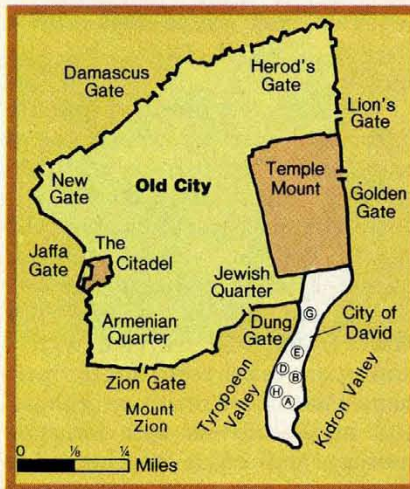 Damascus
Gate
Herod's
Gate
Lion's
Gate
New
Gate
Old City
Temple
Mount
Golden
Gate
Jaffa
Gate
The
Citadel
Jewish
Quarter
Armenian
Quarter
Dung
Gate
City of
David
G
E
D
B
H
A
Zion Gate
Mount
Zion
Tyropoeon
Valley
Kidron Valley
0 1/8 1/4
Miles